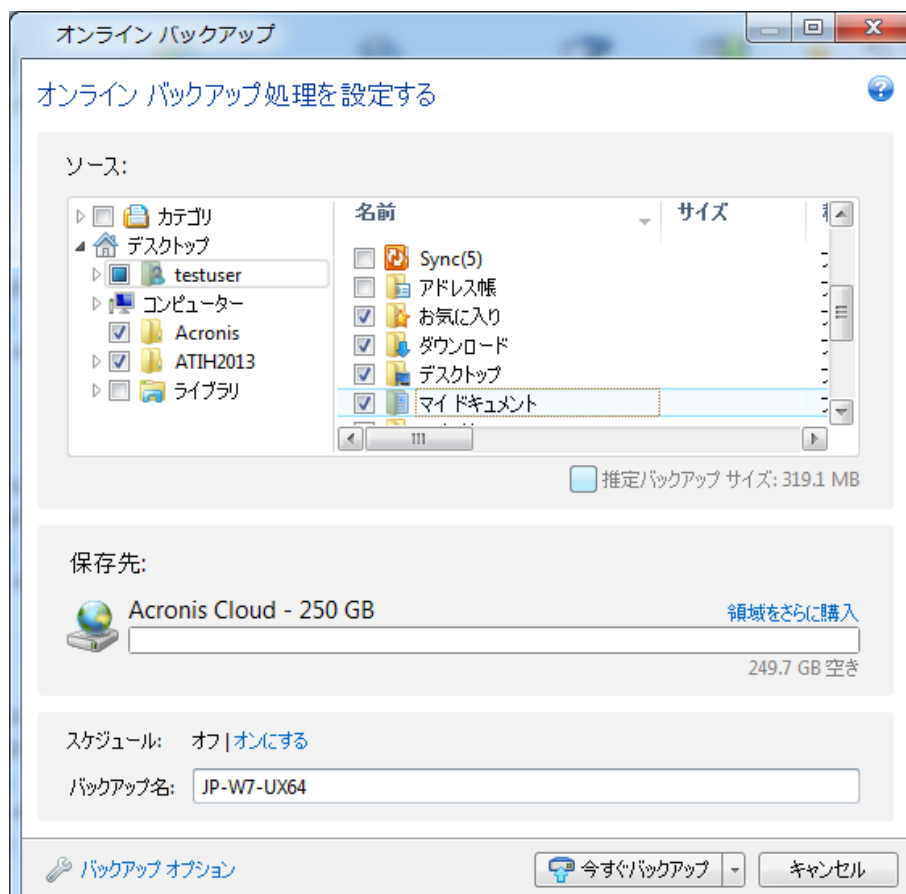 オンライン バックアップ
オンライン バックアップ処理を設定する
ソース:
カテゴリ
デスクトップ
testuser
コンピューター
Acronis
ATIH2013
ライブラリ
名前 サイズ
Sync(5)
アドレス帳
お気に入り
ダウンロード
デスクトップ
マイ ドキュメント
推定バックアップ サイズ: 319.1 MB
保存先:
Acronis Cloud - 250 GB 領域をさらに購入
249.7 GB 空き
スケジュール: オフ | オンにする
バックアップ名: JP-W7-UX64
バックアップ オプション 今すぐバックアップ キャンセル